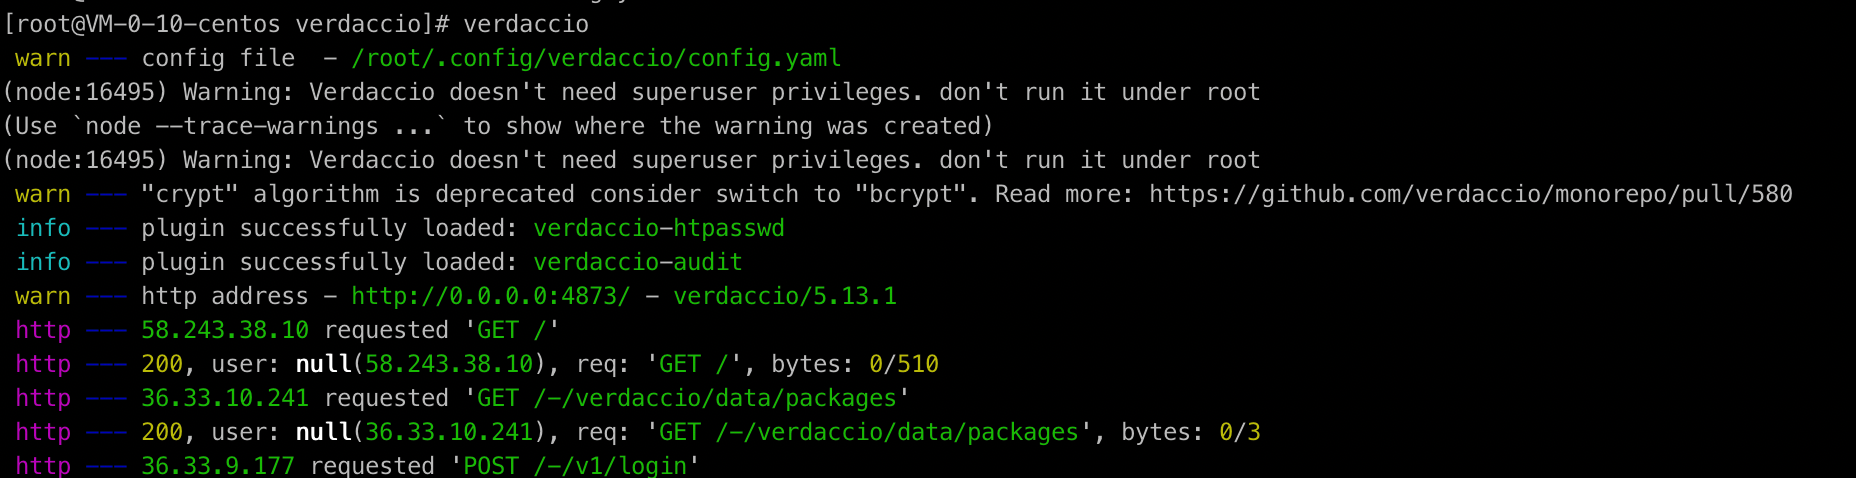 [root@VM-0-10-centos verdaccio]# verdaccio
warn --- config file  - /root/.config/verdaccio/config.yaml
(node:16495) Warning: Verdaccio doesn't need superuser privileges. don't run it under root
(Use `node --trace-warnings ...` to show where the warning was created)
(node:16495) Warning: Verdaccio doesn't need superuser privileges. don't run it under root
warn --- "crypt" algorithm is deprecated consider switch to "bcrypt". Read more: https://github.com/verdaccio/monorepo/pull/580
info --- plugin successfully loaded: verdaccio-htpasswd
info --- plugin successfully loaded: verdaccio-audit
warn --- http address - http://0.0.0.0:4873/ - verdaccio/5.13.1
http --- 58.243.38.10 requested 'GET /'
http --- 200, user: null(58.243.38.10), req: 'GET /', bytes: 0/510
http --- 36.33.10.241 requested 'GET /-/verdaccio/data/packages'
http --- 200, user: null(36.33.10.241), req: 'GET /-/verdaccio/data/packages', bytes: 0/3
http --- 36.33.9.177 requested 'POST /-/v1/login'